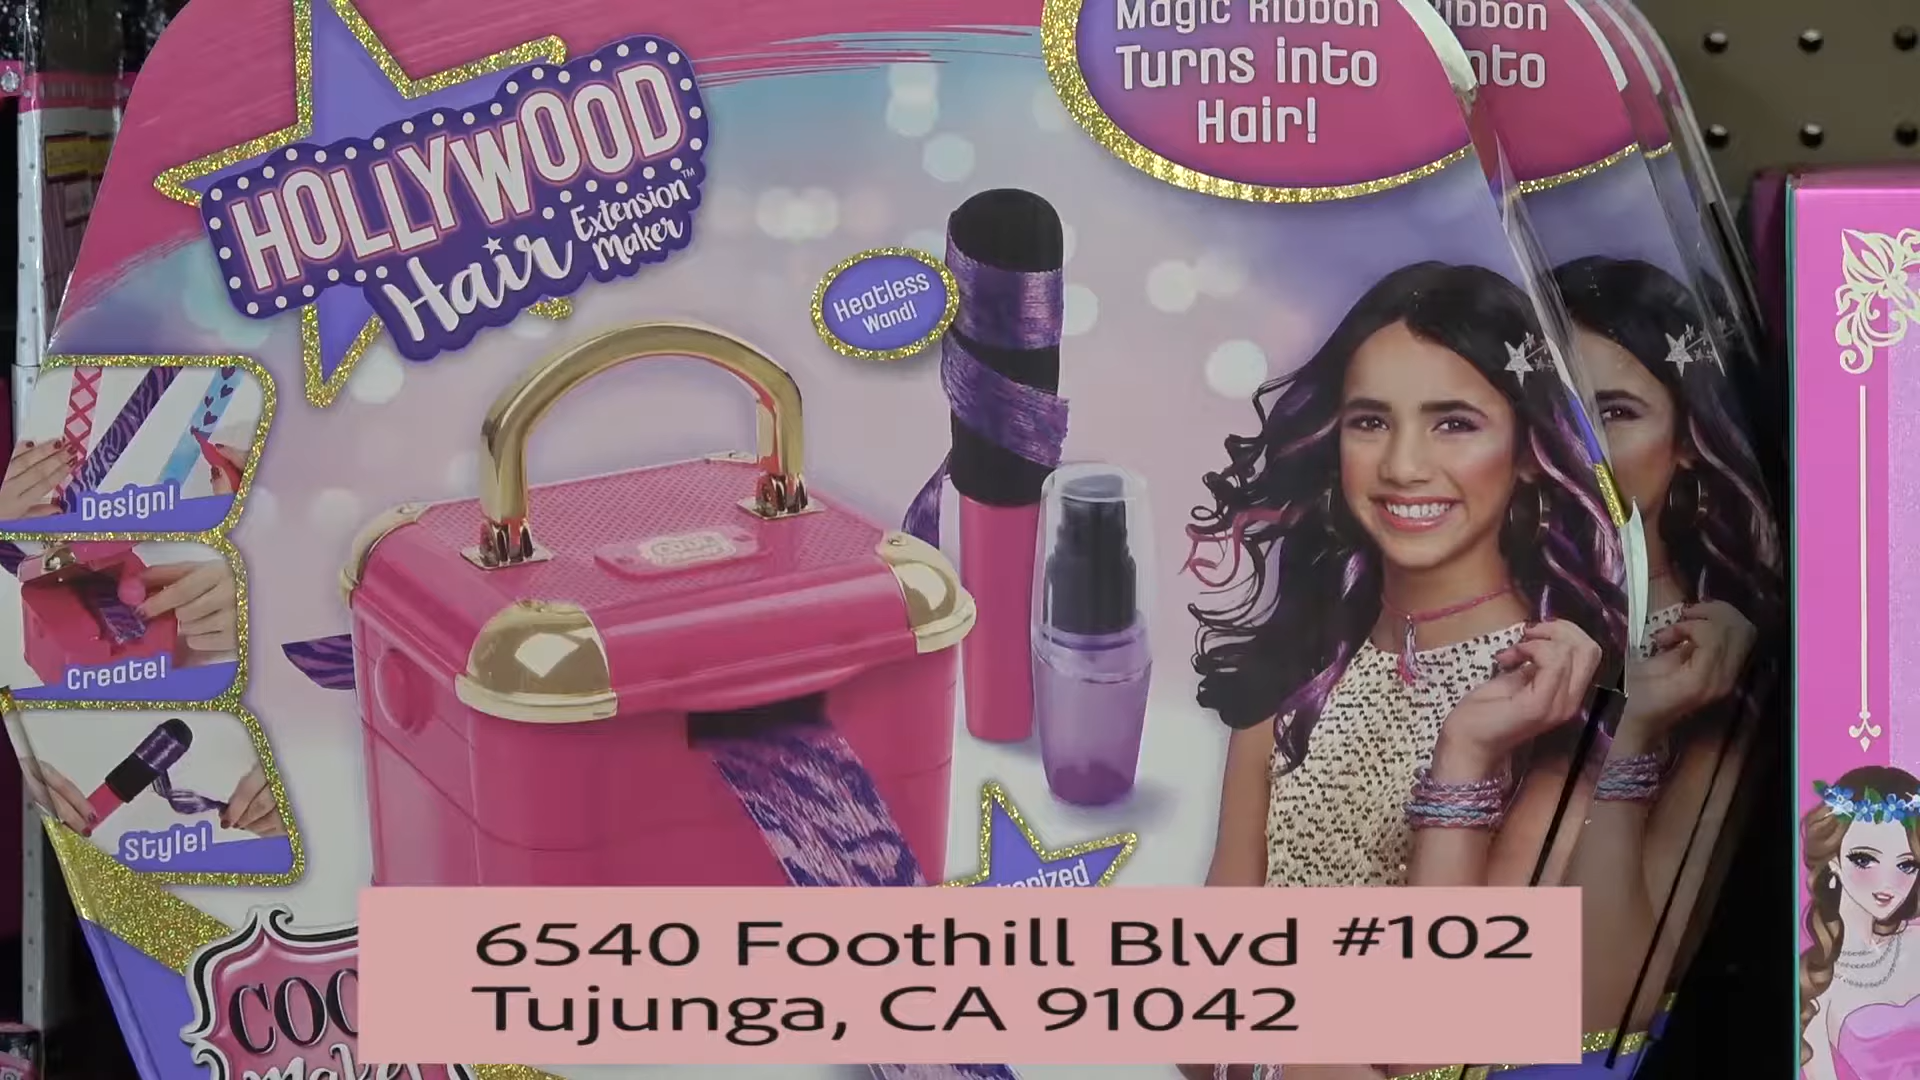 HOLLYWOOD
Hair Extension Maker™
Magic Ribbon
Turns into
Hair!
Heatless
Wand!
Design!
Create!
Style!
6540 Foothill Blvd #102
Tujunga, CA 91042